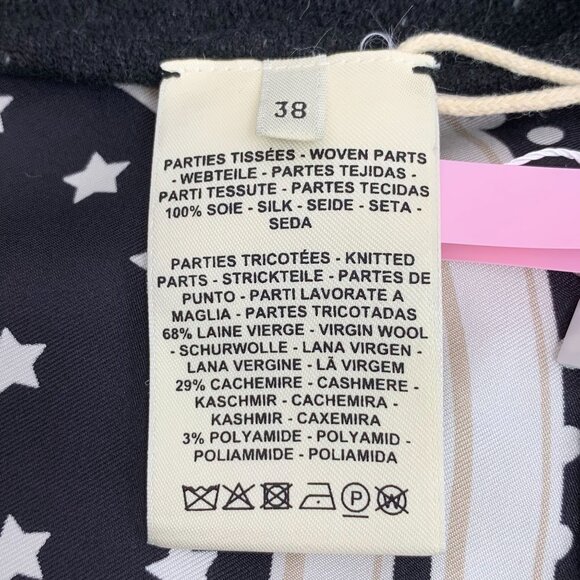 38
PARTIES TISSÉES - WOVEN PARTS
- WEBTEILE - PARTES TEJIDAS -
PARTI TESSUTE - PARTES TECIDAS
100% SOIE - SILK - SEIDE - SETA -
SEDA
PARTIES TRICOTÉES - KNITTED
PARTS - STRICKTEILE - PARTES DE
PUNTO - PARTI LAVORATE A
MAGLIA - PARTES TRICOTADAS
68% LAINE VIERGE - VIRGIN WOOL
- SCHURWOLLE - LANA VIRGEN -
LANA VERGINE - LÃ VIRGEM
29% CACHEMIRE - CASHMERE -
KASCHMIR - CACHEMIRA -
KASHMIR - CAXEMIRA
3% POLYAMIDE - POLYAMID -
POLIAMMIDE - POLIAMIDA
P W